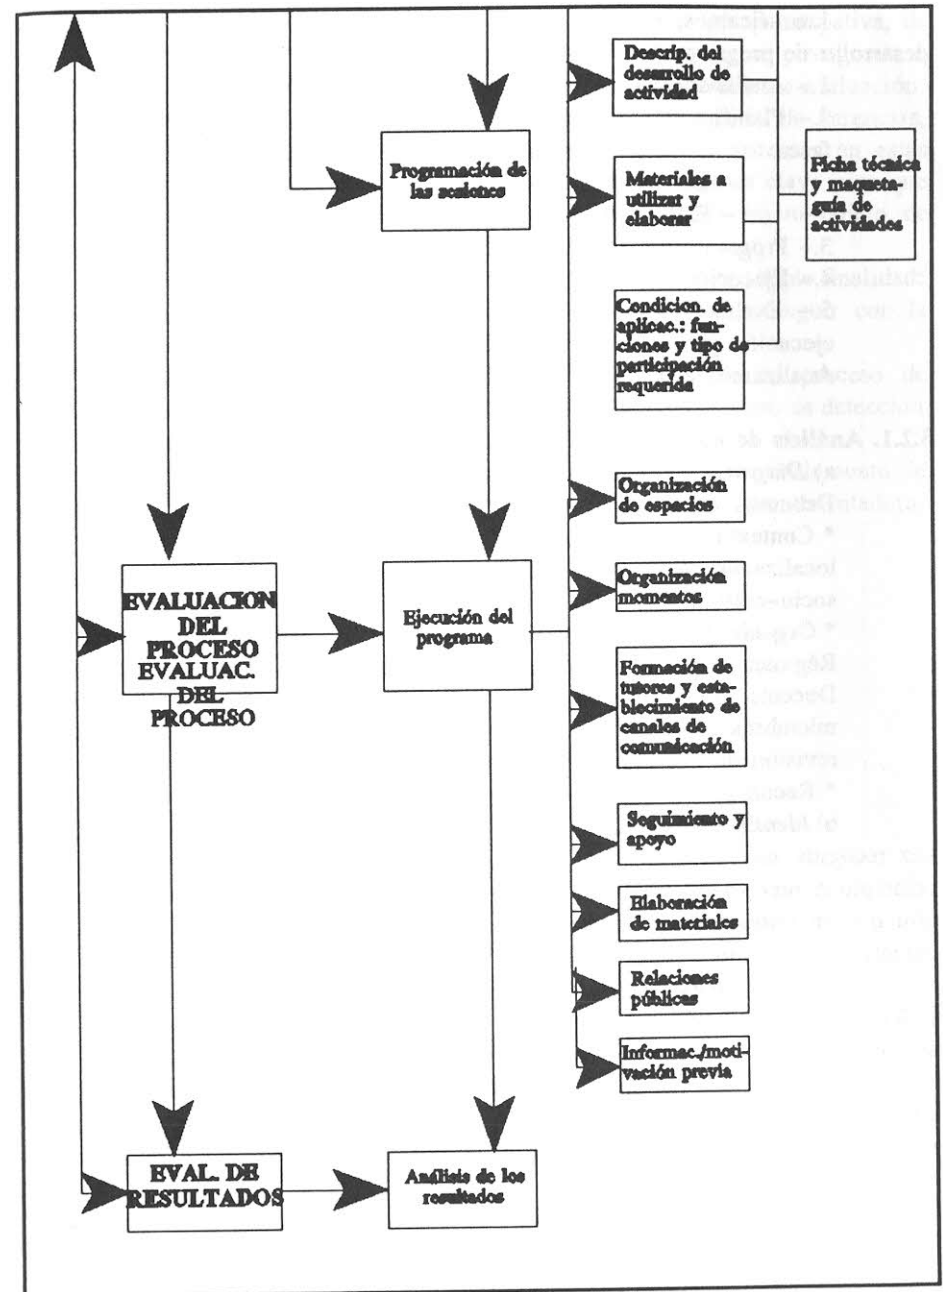 Descrip. del
desarrollo de
actividad
Programación de
las sesiones
Materiales a
utilizar y
elaborar
Ficha técnica
y maqueta-
guía de
actividades
Condicion. de
aplicac.: fun-
ciones y tipo de
participación
requerida
Organización
de espacios
Organización
momentos
EVALUACION
DEL
PROCESO
EVALUAC.
DEL
PROCESO
Ejecución del
programa
Formación de
tutores y esta-
blecimiento de
canales de
comunicación
Seguimiento y
apoyo
Elaboración
de materiales
Relaciones
públicas
Informac./moti-
vación previa
EVAL. DE
RESULTADOS
Análisis de los
resultados